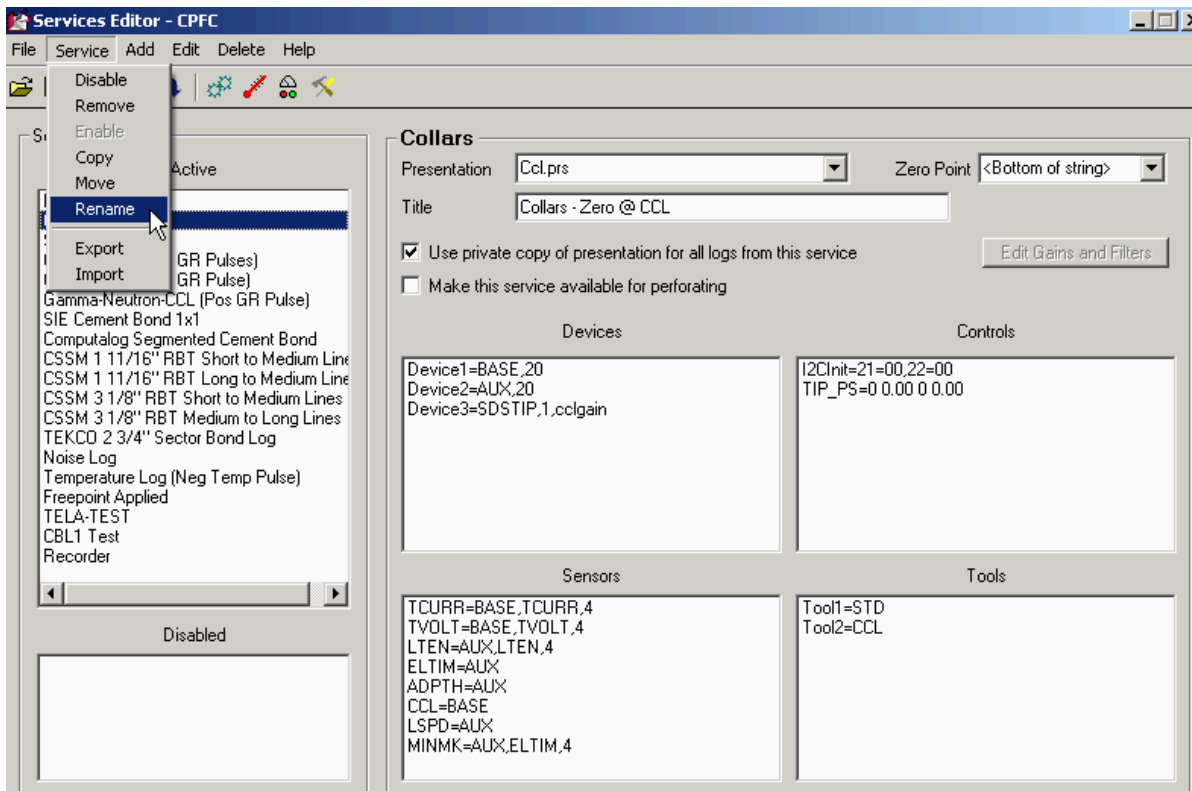 Services Editor - CPFC
File Service Add Edit Delete Help
Disable
Remove
Enable
Copy
Move
Rename
Export
Import
Active
GR Pulses)
GR Pulse)
Gamma-Neutron-CCL (Pos GR Pulse)
SIE Cement Bond 1x1
Computalog Segmented Cement Bond
CSSM 1 11/16" RBT Short to Medium Line
CSSM 1 11/16" RBT Long to Medium Line
CSSM 3 1/8" RBT Short to Medium Lines
CSSM 3 1/8" RBT Medium to Long Lines
TEKCO 2 3/4" Sector Bond Log
Noise Log
Temperature Log (Neg Temp Pulse)
Freepoint Applied
TELA-TEST
CBL1 Test
Recorder
Disabled
Collars
Presentation Ccl.prs Zero Point <Bottom of string>
Title Collars - Zero @ CCL
Use private copy of presentation for all logs from this service Edit Gains and Filters
Make this service available for perforating
Devices
Device1=BASE,20
Device2=AUX,20
Device3=SDSTIP,1,cclgain
Controls
I2CInit=21=00,22=00
TIP_PS=0 0.00 0 0.00
Sensors
TCURR=BASE,TCURR,4
TVOLT=BASE,TVOLT,4
LTEN=AUX,LTEN,4
ELTIM=AUX
ADPTH=AUX
CCL=BASE
LSPD=AUX
MINMK=AUX,ELTIM,4
Tools
Tool1=STD
Tool2=CCL